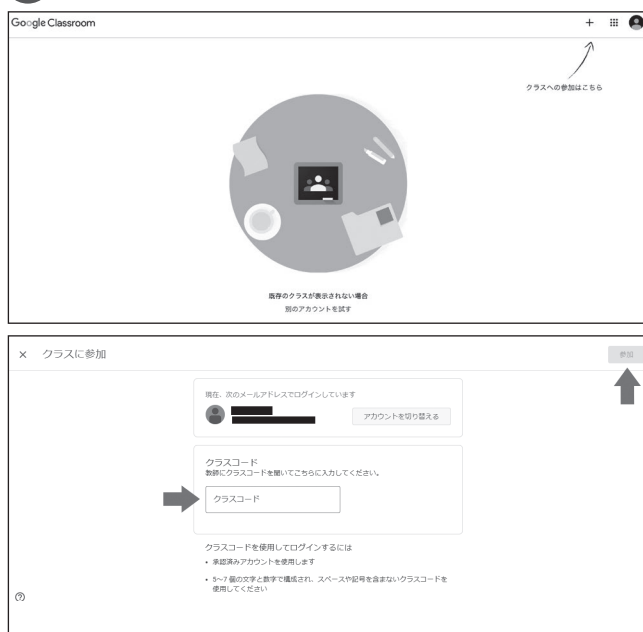 Google Classroom
クラスへの参加はこちら
既存のクラスが表示されない場合
別のアカウントを試す
× クラスに参加
参加
現在、次のメールアドレスでログインしています
アカウントを切り替える
クラスコード
教師にクラスコードを聞いてこちらに入力してください。
クラスコード
クラスコードを使用してログインするには
• 承認済みアカウントを使用します
• 5~7 個の文字と数字で構成され、スペースや記号を含まないクラスコードを
使用してください